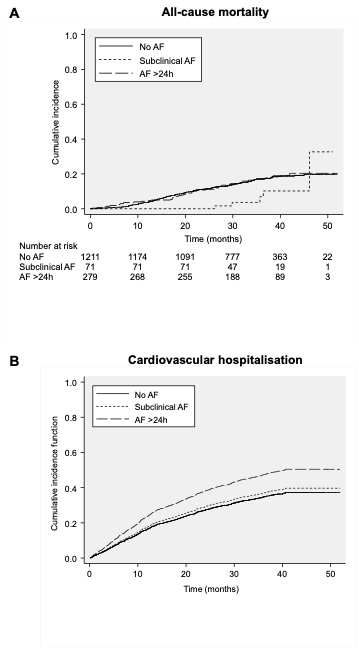 A
All-cause mortality
1.0
0.8
0.6
0.4
0.2
0.0
Cumulative incidence
No AF
Subclinical AF
AF >24h
0 10 20 30 40 50
Time (months)
Number at risk
No AF 1211 1174 1091 777 363 22
Subclinical AF 71 71 71 47 19 1
AF >24h 279 268 255 188 89 3
B
Cardiovascular hospitalisation
1.0
0.8
0.6
0.4
0.2
0.0
Cumulative incidence function
No AF
Subclinical AF
AF >24h
0 10 20 30 40 50
Time (months)